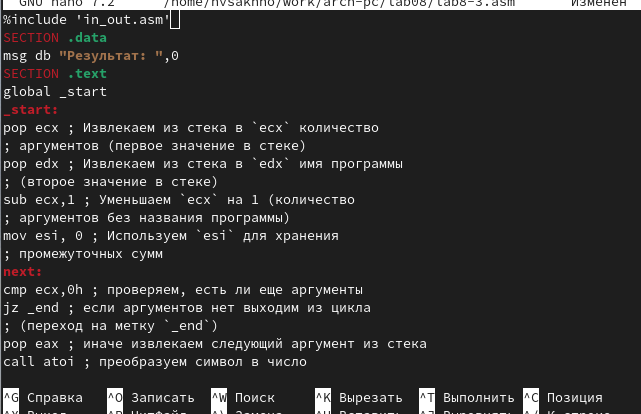 GNU nano 7.2 /home/nvsakhno/work/arch-pc/lab08/lab8-3.asm Изменён
%include 'in_out.asm'
SECTION .data
msg db "Результат: ",0
SECTION .text
global _start
_start:
pop ecx ; Извлекаем из стека в `ecx` количество
; аргументов (первое значение в стеке)
pop edx ; Извлекаем из стека в `edx` имя программы
; (второе значение в стеке)
sub ecx,1 ; Уменьшаем `ecx` на 1 (количество
; аргументов без названия программы)
mov esi, 0 ; Используем `esi` для хранения
; промежуточных сумм
next:
cmp ecx,0h ; проверяем, есть ли еще аргументы
jz _end ; если аргументов нет выходим из цикла
; (переход на метку `_end`)
pop eax ; иначе извлекаем следующий аргумент из стека
call atoi ; преобразуем символ в число
^G Справка ^O Записать ^W Поиск ^K Вырезать ^T Выполнить ^C Позиция